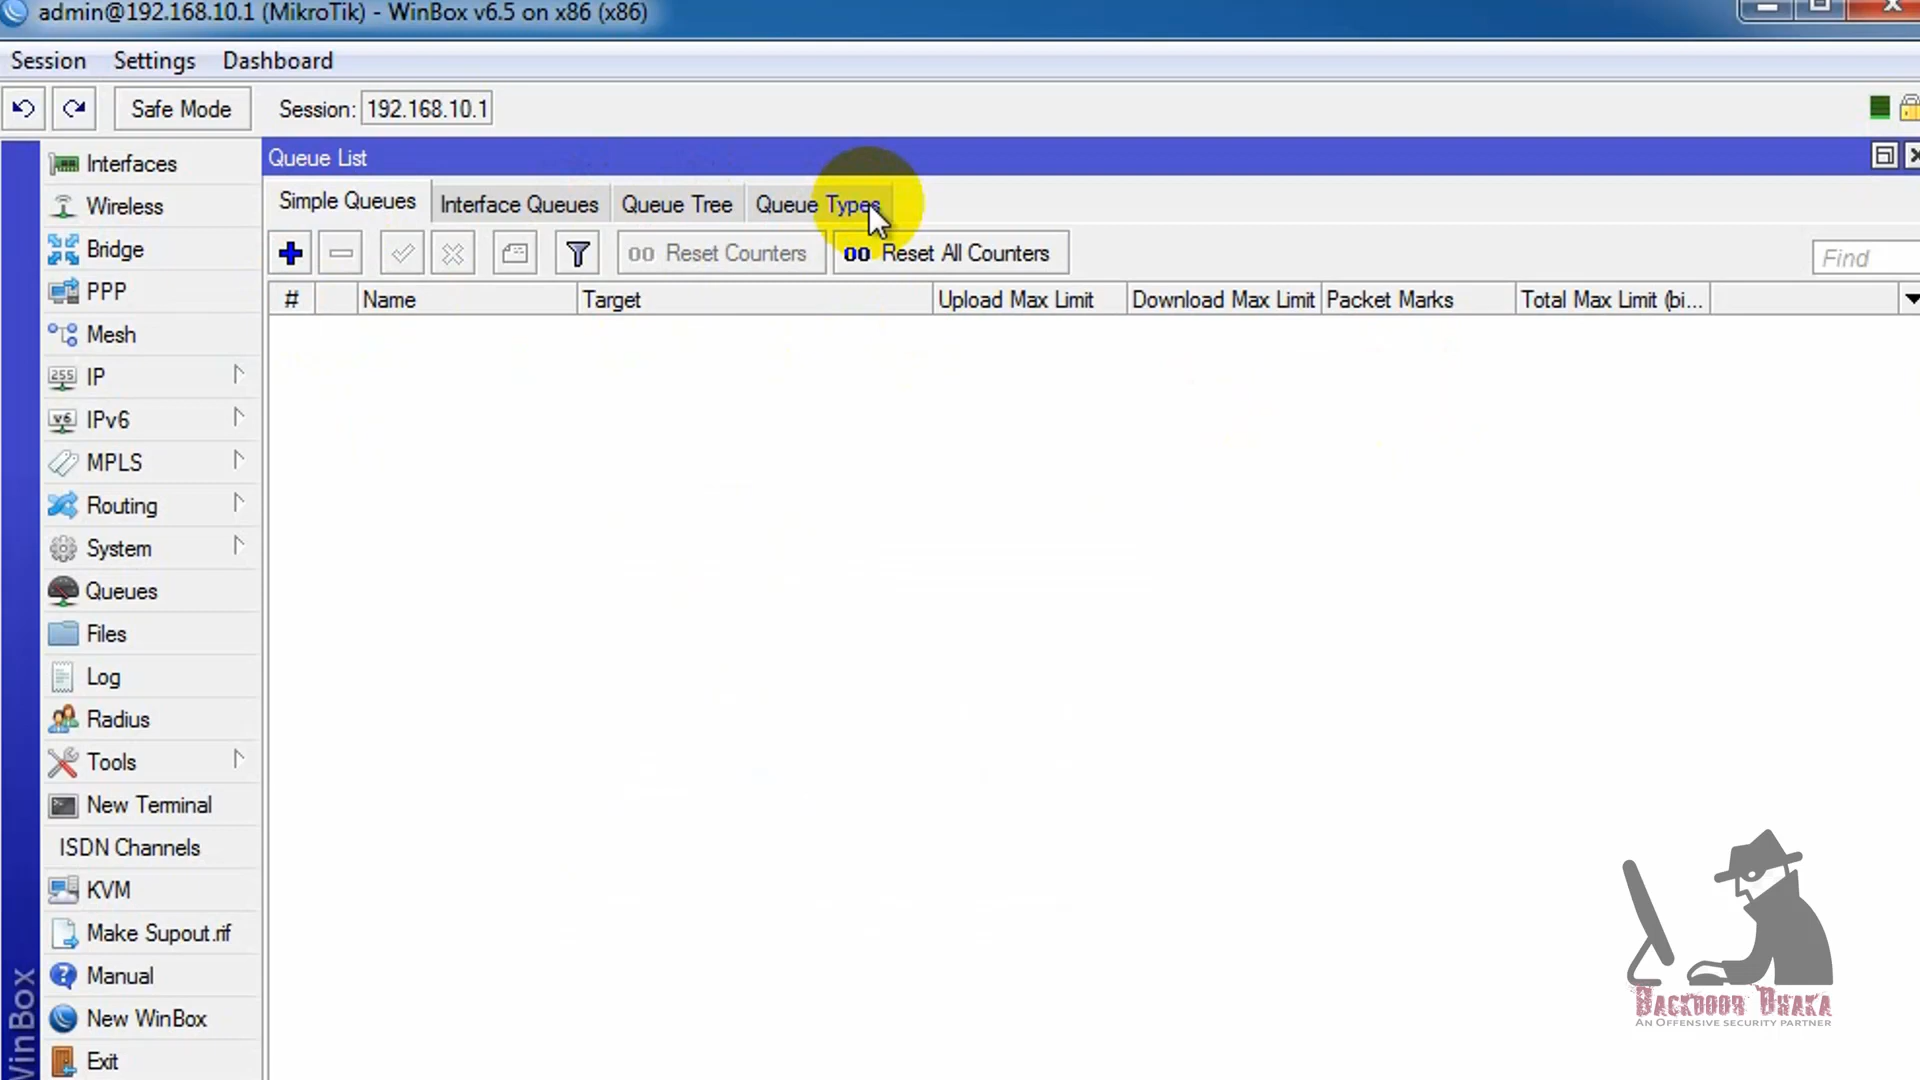 admin@192.168.10.1 (MikroTik) - WinBox v6.5 on x86 (x86)
Session Settings Dashboard
Safe Mode Session: 192.168.10.1
Queue List
Simple Queues Interface Queues Queue Tree Queue Types
00 Reset Counters 00 Reset All Counters Find
# Name Target Upload Max Limit Download Max Limit Packet Marks Total Max Limit (bi...
Interfaces
Wireless
Bridge
PPP
Mesh
255 IP
v6 IPv6
MPLS
Routing
System
Queues
Files
Log
Radius
Tools
New Terminal
ISDN Channels
KVM
Make Supout.rif
Manual
New WinBox
Exit
WinBox
Backdoor Dhaka
An Offensive security partner